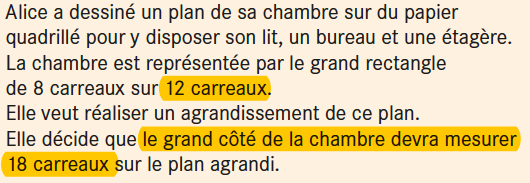 Alice a dessiné un plan de sa chambre sur du papier
quadrillé pour y disposer son lit, un bureau et une étagère.
La chambre est représentée par le grand rectangle
de 8 carreaux sur 12 carreaux.
Elle veut réaliser un agrandissement de ce plan.
Elle décide que le grand côté de la chambre devra mesurer
18 carreaux sur le plan agrandi.